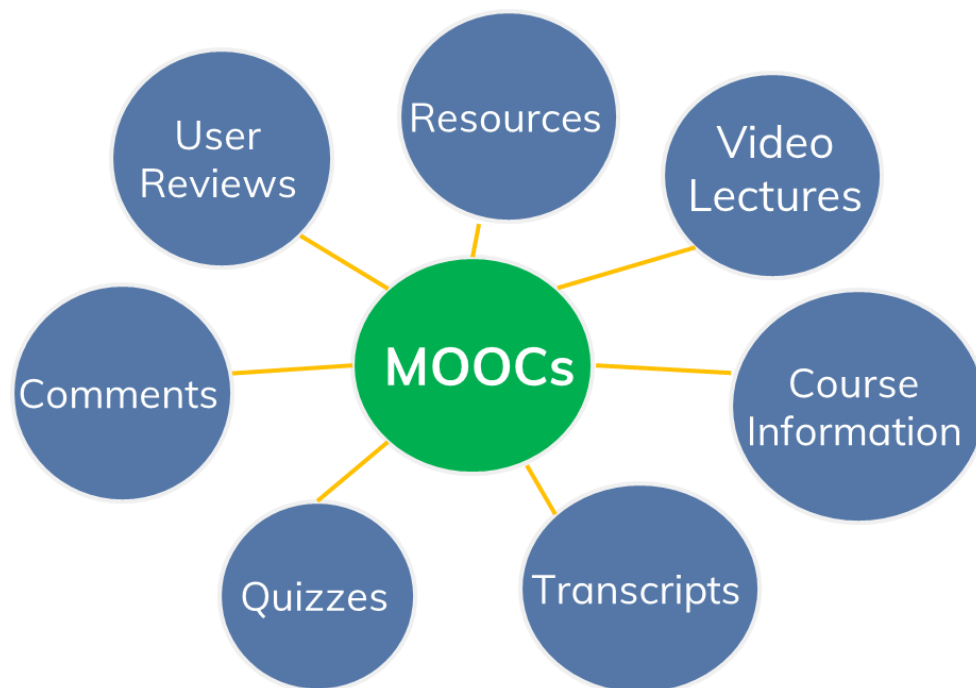 Resources
User
Reviews
Video
Lectures
MOOCs
Comments
Course
Information
Quizzes
Transcripts